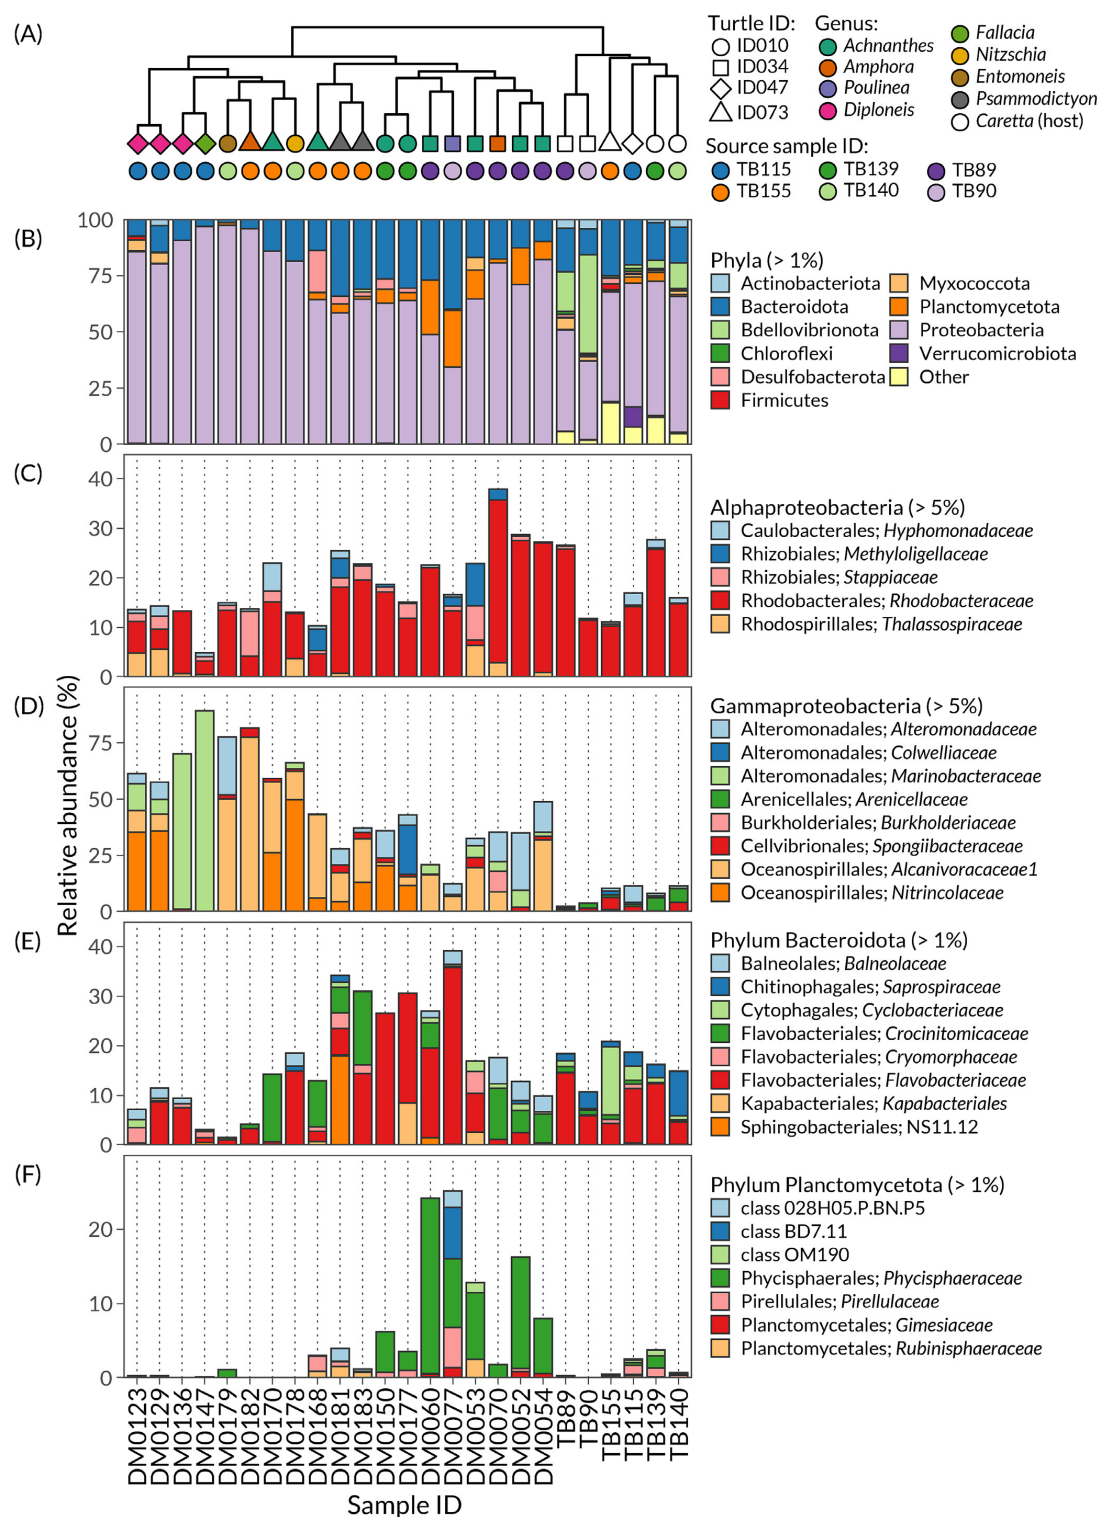 (A)
Turtle ID:
ID010
ID034
ID047
ID073
Genus:
Achnanthes
Amphora
Poulinea
Diploneis
Fallacia
Nitzschia
Entomoneis
Psammodictyon
Caretta (host)
Source sample ID:
TB115
TB155
TB139
TB140
TB89
TB90
(B)
100
75
50
25
0
Phyla (> 1%)
Actinobacteriota
Bacteroidota
Bdellovibrionota
Chloroflexi
Desulfobacterota
Firmicutes
Myxococcota
Planctomycetota
Proteobacteria
Verrucomicrobiota
Other
(C)
40
30
20
10
0
Alphaproteobacteria (> 5%)
Caulobacterales; Hyphomonadaceae
Rhizobiales; Methyloligellaceae
Rhizobiales; Stappiaceae
Rhodobacterales; Rhodobacteraceae
Rhodospirillales; Thalassospiraceae
Relative abundance (%)
(D)
75
50
25
0
Gammaproteobacteria (> 5%)
Alteromonadales; Alteromonadaceae
Alteromonadales; Colwelliaceae
Alteromonadales; Marinobacteraceae
Arenicellales; Arenicellaceae
Burkholderiales; Burkholderiaceae
Cellvibrionales; Spongiibacteraceae
Oceanospirillales; Alcanivoracaceae1
Oceanospirillales; Nitrincolaceae
(E)
40
30
20
10
0
Phylum Bacteroidota (> 1%)
Balneolales; Balneolaceae
Chitinophagales; Saprospiraceae
Cytophagales; Cyclobacteriaceae
Flavobacteriales; Crocinitomicaceae
Flavobacteriales; Cryomorphaceae
Flavobacteriales; Flavobacteriaceae
Kapabacteriales; Kapabacteriales
Sphingobacteriales; NS11.12
(F)
20
10
0
Phylum Planctomycetota (> 1%)
class 028H05.P.BN.P5
class BD7.11
class OM190
Phycisphaerales; Phycisphaeraceae
Pirellulales; Pirellulaceae
Planctomycetales; Gimesiaceae
Planctomycetales; Rubinisphaeraceae
DM0123
DM0129
DM0136
DM0147
DM0179
DM0182
DM0170
DM0178
DM0168
DM0181
DM0183
DM0150
DM0177
DM0060
DM0077
DM0053
DM0070
DM0052
DM0054
TB89
TB90
TB155
TB115
TB139
TB140
Sample ID